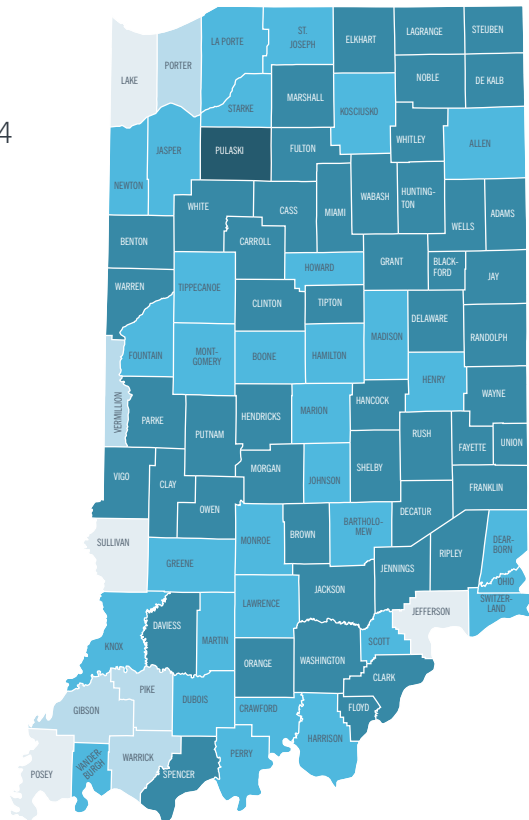 LAKE
PORTER
LA PORTE
ST.
JOSEPH
ELKHART
LAGRANGE
STEUBEN
NOBLE
DE KALB
STARKE
MARSHALL
KOSCIUSKO
4
NEWTON
JASPER
PULASKI
FULTON
WHITLEY
ALLEN
WHITE
CASS
MIAMI
WABASH
HUNTING-
TON
WELLS
ADAMS
BENTON
CARROLL
HOWARD
GRANT
BLACK-
FORD
JAY
WARREN
TIPPECANOE
CLINTON
TIPTON
MADISON
DELAWARE
RANDOLPH
FOUNTAIN
MONT-
GOMERY
BOONE
HAMILTON
HENRY
WAYNE
VERMILLION
PARKE
PUTNAM
HENDRICKS
MARION
HANCOCK
RUSH
FAYETTE
UNION
VIGO
CLAY
OWEN
MORGAN
JOHNSON
SHELBY
FRANKLIN
DECATUR
SULLIVAN
GREENE
MONROE
BROWN
BARTHOLO-
MEW
JENNINGS
RIPLEY
DEAR-
BORN
OHIO
SWITZER-
LAND
KNOX
DAVIESS
MARTIN
LAWRENCE
JACKSON
SCOTT
JEFFERSON
ORANGE
WASHINGTON
CLARK
GIBSON
PIKE
DUBOIS
CRAWFORD
FLOYD
HARRISON
POSEY
VANDER-
BURGH
WARRICK
SPENCER
PERRY